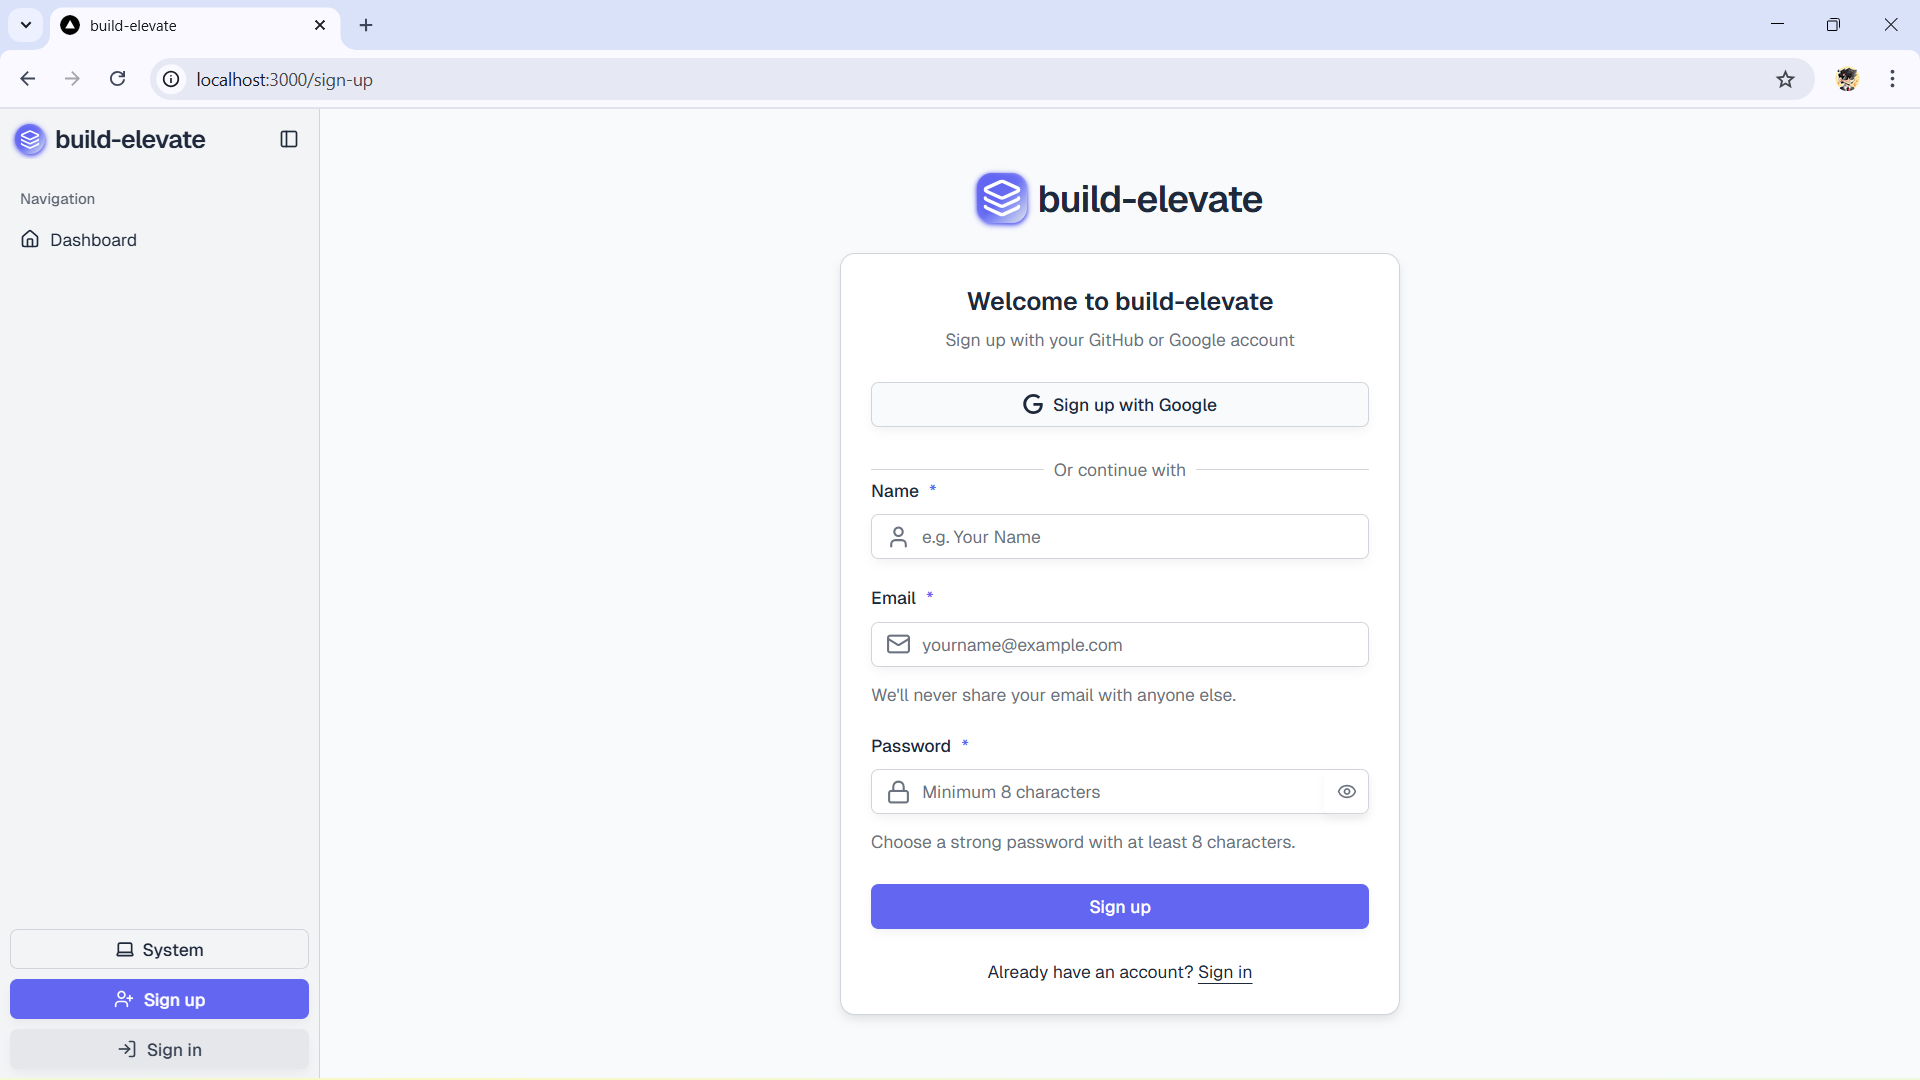 build-elevate
localhost:3000/sign-up
build-elevate
Navigation
Dashboard
System
Sign up
Sign in
build-elevate
Welcome to build-elevate
Sign up with your GitHub or Google account
Sign up with Google
Or continue with
Name *
e.g. Your Name
Email *
yourname@example.com
We'll never share your email with anyone else.
Password *
Minimum 8 characters
Choose a strong password with at least 8 characters.
Sign up
Already have an account? Sign in